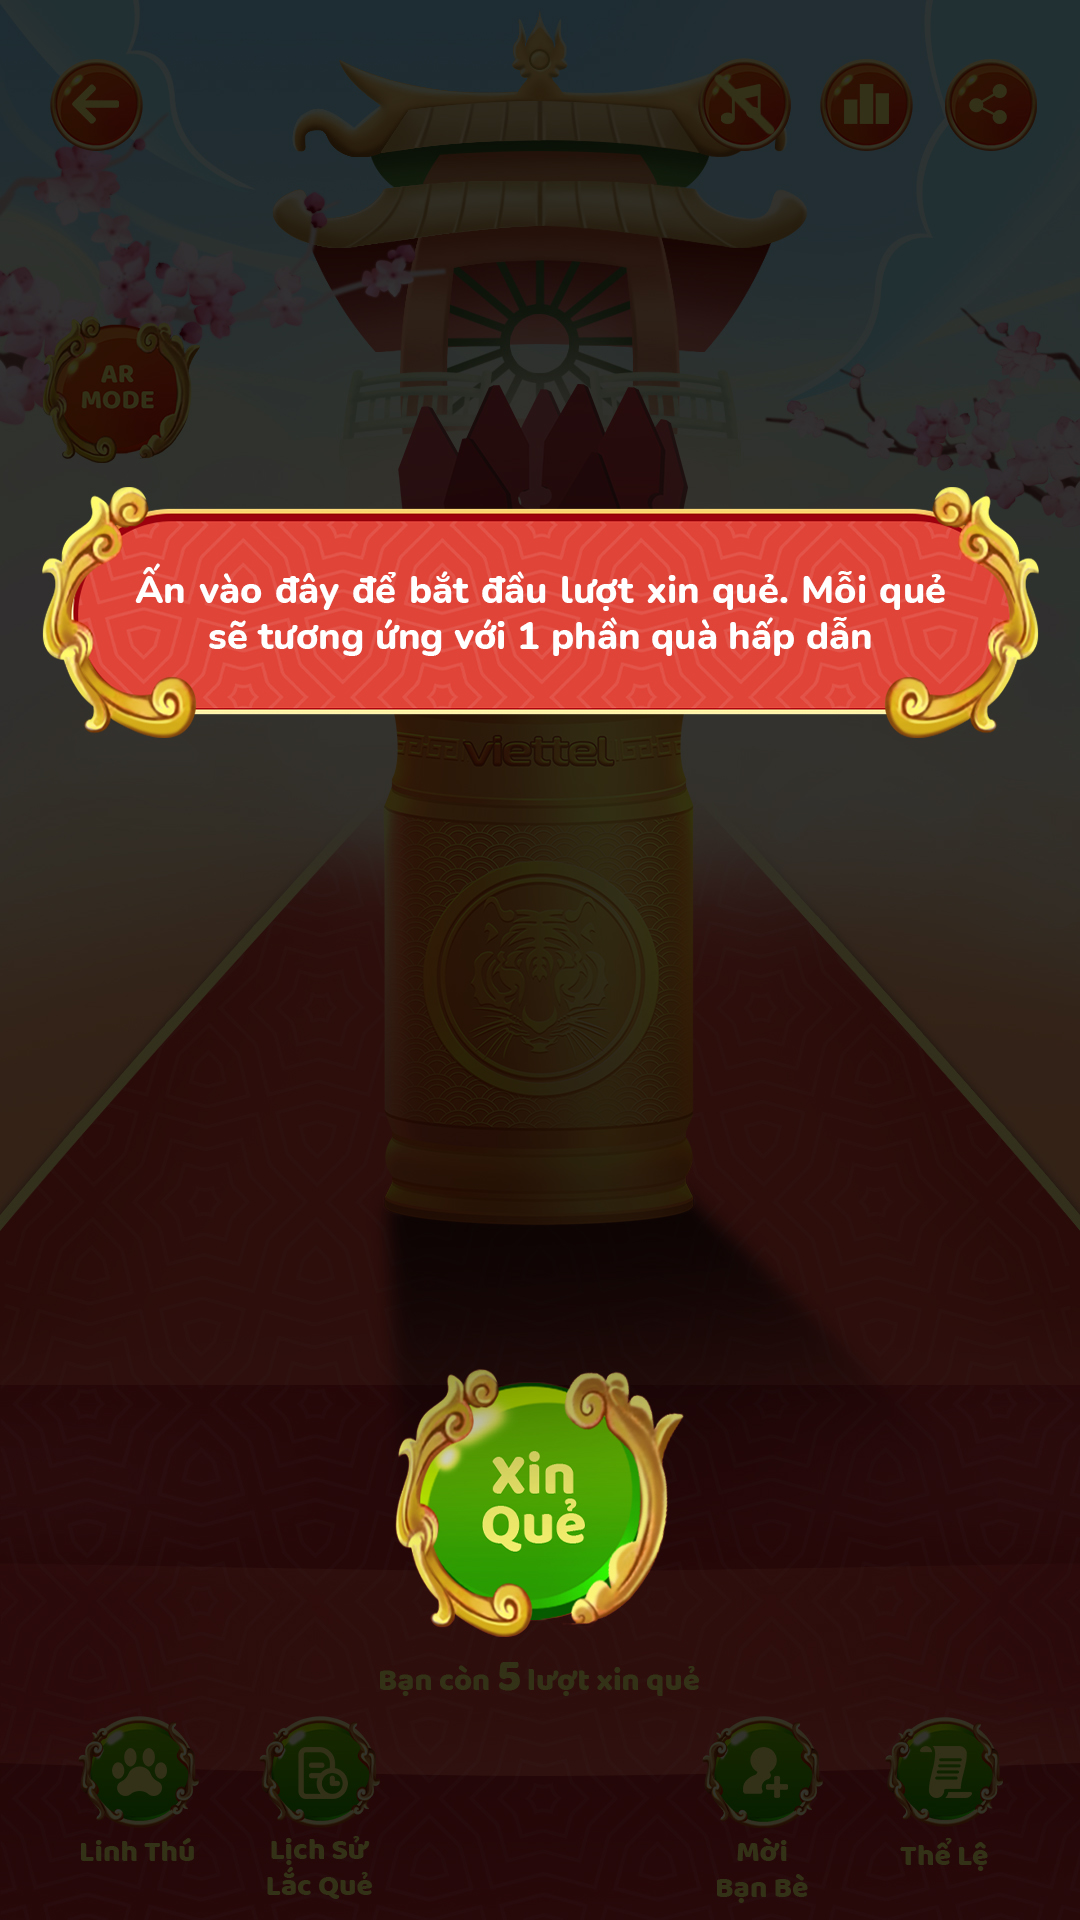 AR
MODE
Ấn vào đây để bắt đầu lượt xin quẻ. Mỗi quẻ
sẽ tương ứng với 1 phần quà hấp dẫn
viettel
Xin
Quẻ
Bạn còn 5 lượt xin quẻ
Linh Thú
Lịch Sử
Lắc Quẻ
Mời
Bạn Bè
Thể Lệ